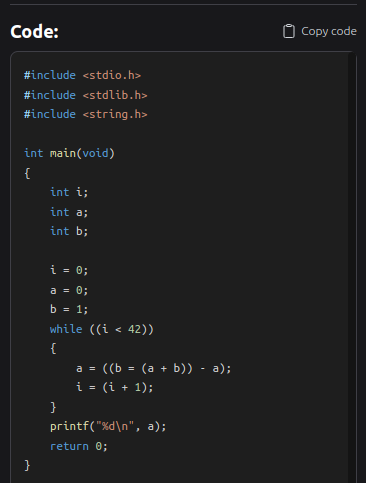 Code:
Copy code
#include <stdio.h>
#include <stdlib.h>
#include <string.h>
int main(void)
{
int i;
int a;
int b;
i = 0;
a = 0;
b = 1;
while ((i < 42))
{
a = ((b = (a + b)) - a);
i = (i + 1);
}
printf("%d\n", a);
return 0;
}